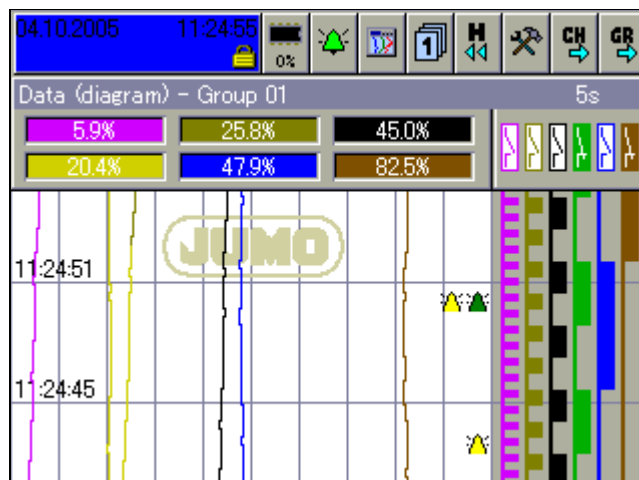 04.10.2005 11:24:55
0%
1
H
CH
GR
Data (diagram) - Group 01 5s
5.9% 25.8% 45.0%
20.4% 47.9% 82.5%
JUMO
11:24:51
11:24:45